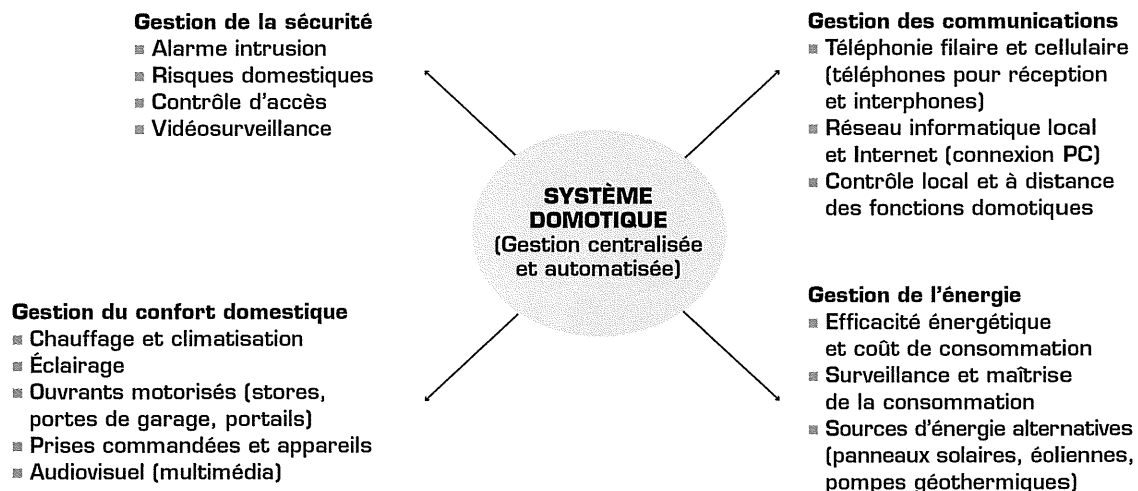 Gestion de la sécurité
▪ Alarme intrusion
▪ Risques domestiques
▪ Contrôle d'accès
▪ Vidéosurveillance
Gestion des communications
▪ Téléphonie filaire et cellulaire
(téléphones pour réception
et interphones)
▪ Réseau informatique local
et Internet (connexion PC)
▪ Contrôle local et à distance
des fonctions domotiques
SYSTÈME
DOMOTIQUE
(Gestion centralisée
et automatisée)
Gestion du confort domestique
▪ Chauffage et climatisation
▪ Éclairage
▪ Ouvrants motorisés (stores,
portes de garage, portails)
▪ Prises commandées et appareils
▪ Audiovisuel (multimédia)
Gestion de l'énergie
▪ Efficacité énergétique
et coût de consommation
▪ Surveillance et maîtrise
de la consommation
▪ Sources d'énergie alternatives
(panneaux solaires, éoliennes,
pompes géothermiques)